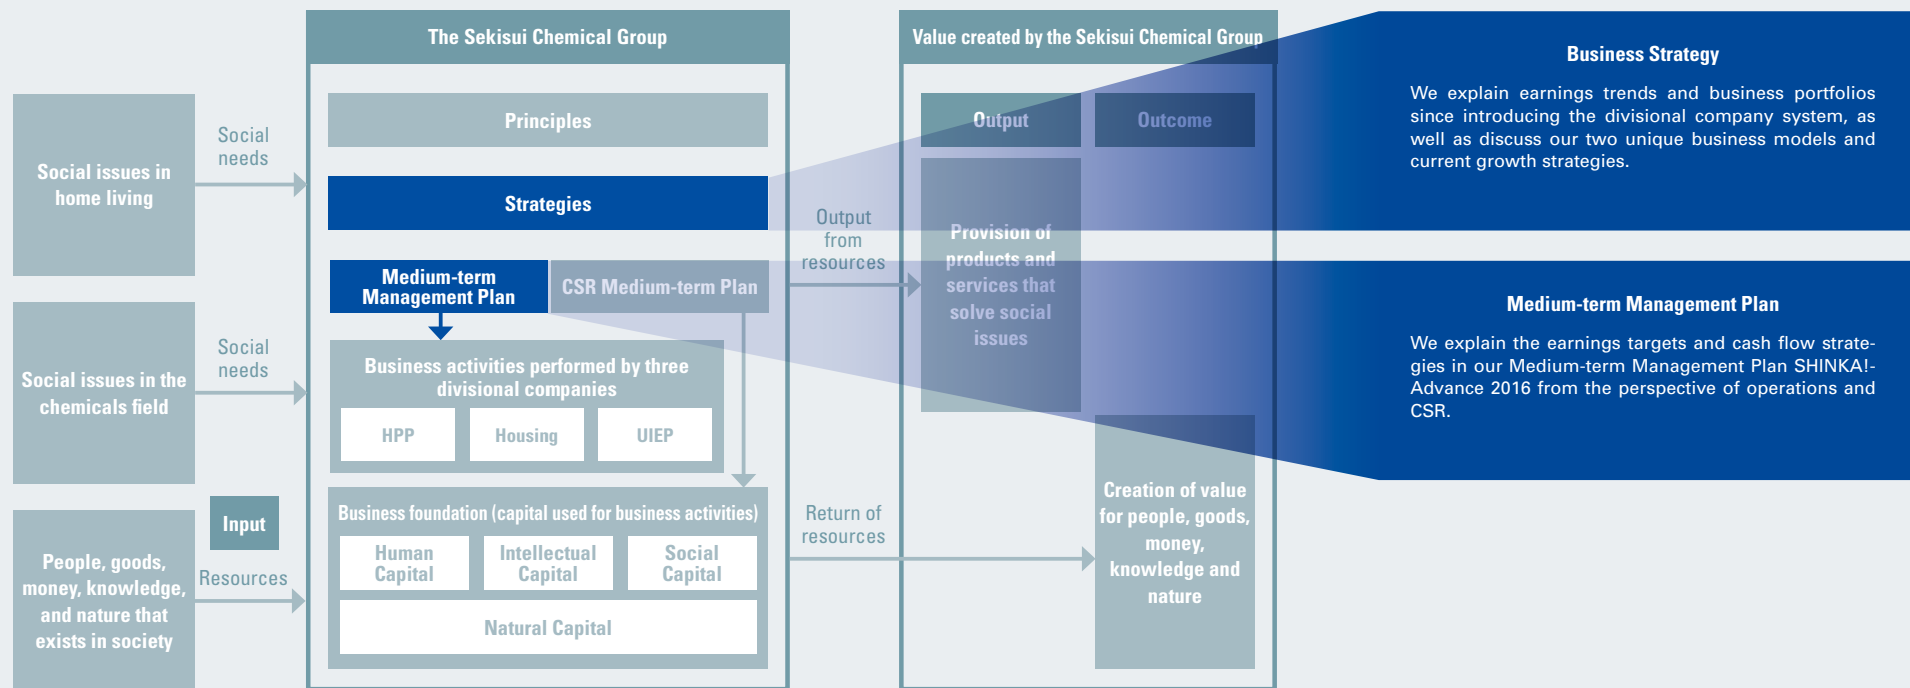 The Sekisui Chemical Group
Value created by the Sekisui Chemical Group
Social issues in
home living
Social
needs
Social issues in the
chemicals field
Social
needs
Input
People, goods,
money, knowledge,
and nature that
exists in society
Resources
Principles
Strategies
Medium-term
Management Plan
CSR Medium-term Plan
Business activities performed by three
divisional companies
HPP
Housing
UIEP
Business foundation (capital used for business activities)
Human
Capital
Intellectual
Capital
Social
Capital
Natural Capital
Output
from
resources
Return of
resources
Output
Outcome
Provision of
products and
services that
solve social
issues
Creation of value
for people, goods,
money,
knowledge and
nature
Business Strategy
We explain earnings trends and business portfolios
since introducing the divisional company system, as
well as discuss our two unique business models and
current growth strategies.
Medium-term Management Plan
We explain the earnings targets and cash flow strate-
gies in our Medium-term Management Plan SHINKA!-
Advance 2016 from the perspective of operations and
CSR.